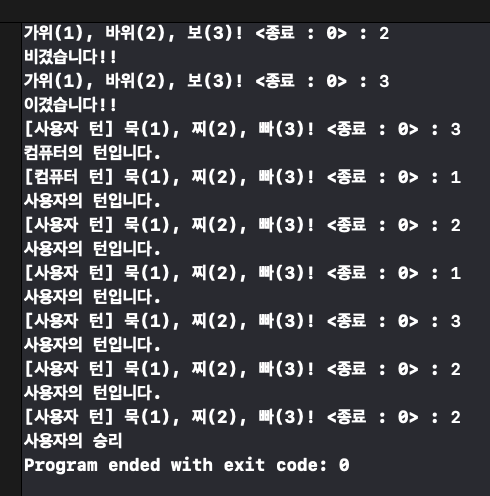 가위(1), 바위(2), 보(3)! <종료 : 0> : 2
비겼습니다!!
가위(1), 바위(2), 보(3)! <종료 : 0> : 3
이겼습니다!!
[사용자 턴] 묵(1), 찌(2), 빠(3)! <종료 : 0> : 3
컴퓨터의 턴입니다.
[컴퓨터 턴] 묵(1), 찌(2), 빠(3)! <종료 : 0> : 1
사용자의 턴입니다.
[사용자 턴] 묵(1), 찌(2), 빠(3)! <종료 : 0> : 2
사용자의 턴입니다.
[사용자 턴] 묵(1), 찌(2), 빠(3)! <종료 : 0> : 1
사용자의 턴입니다.
[사용자 턴] 묵(1), 찌(2), 빠(3)! <종료 : 0> : 3
사용자의 턴입니다.
[사용자 턴] 묵(1), 찌(2), 빠(3)! <종료 : 0> : 2
사용자의 턴입니다.
[사용자 턴] 묵(1), 찌(2), 빠(3)! <종료 : 0> : 2
사용자의 승리
Program ended with exit code: 0